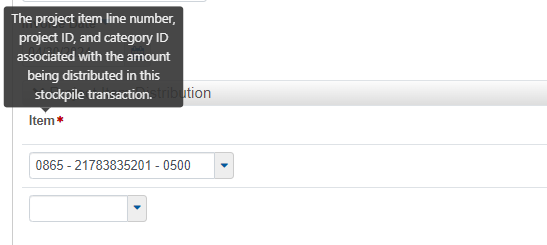 The project item line number,
project ID, and category ID
associated with the amount
being distributed in this
stockpile transaction.
Distribution
Item*
0865 - 21783835201 - 0500